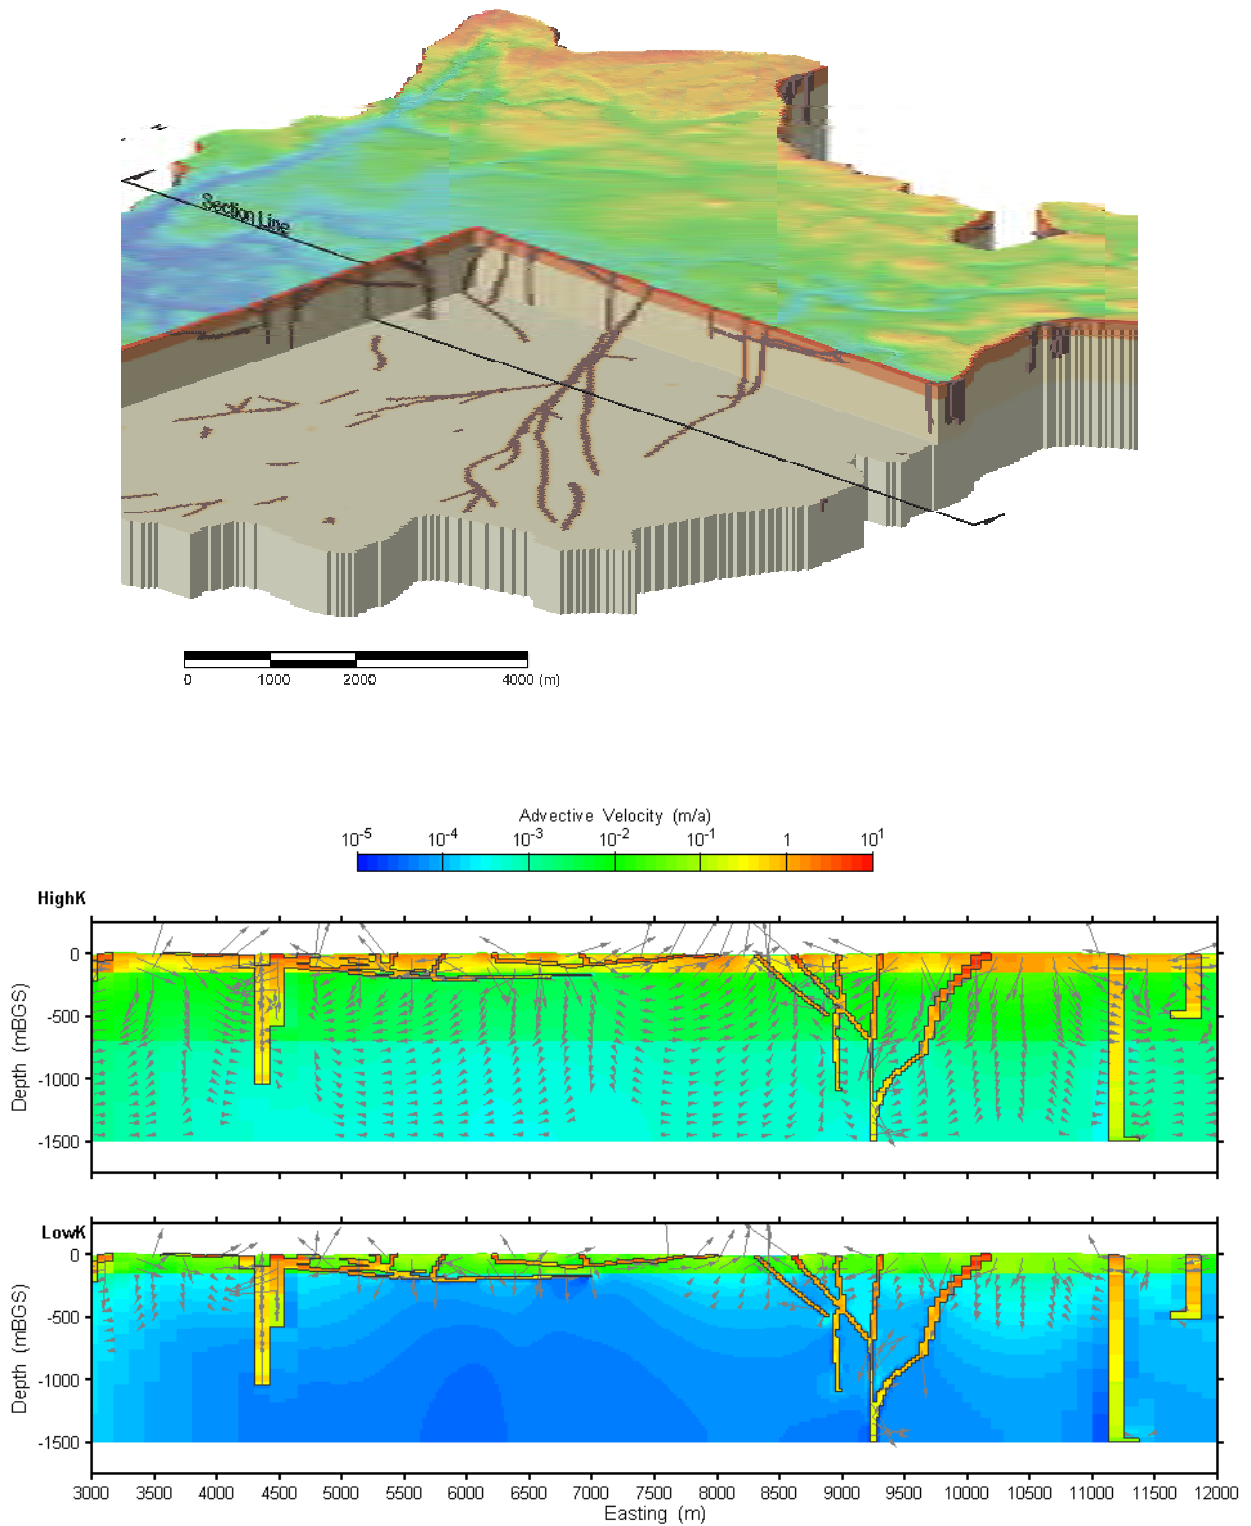 Section Line
0 1000 2000 4000 (m)
Advective Velocity (m/a)
10-5 10-4 10-3 10-2 10-1 1 101
HighK
0
-500
-1000
-1500
Depth (mBGS)
LowK
0
-500
-1000
-1500
Depth (mBGS)
3000 3500 4000 4500 5000 5500 6000 6500 7000 7500 8000 8500 9000 9500 10000 10500 11000 11500 12000
Easting (m)